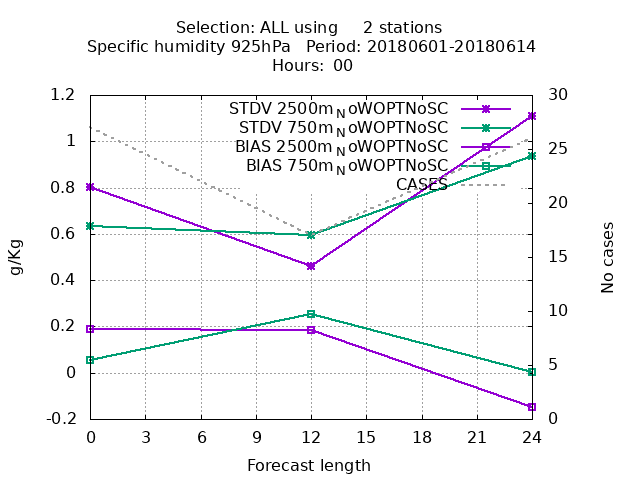 Selection: ALL using     2 stations
Specific humidity 925hPa   Period: 20180601-20180614
Hours:  00
STDV 2500m_NoWOPTNoSC
STDV 750m_NoWOPTNoSC
BIAS 2500m_NoWOPTNoSC
BIAS 750m_NoWOPTNoSC
CASES
1.2
1
0.8
0.6
0.4
0.2
0
-0.2
g/Kg
30
25
20
15
10
5
0
No cases
0 3 6 9 12 15 18 21 24
Forecast length